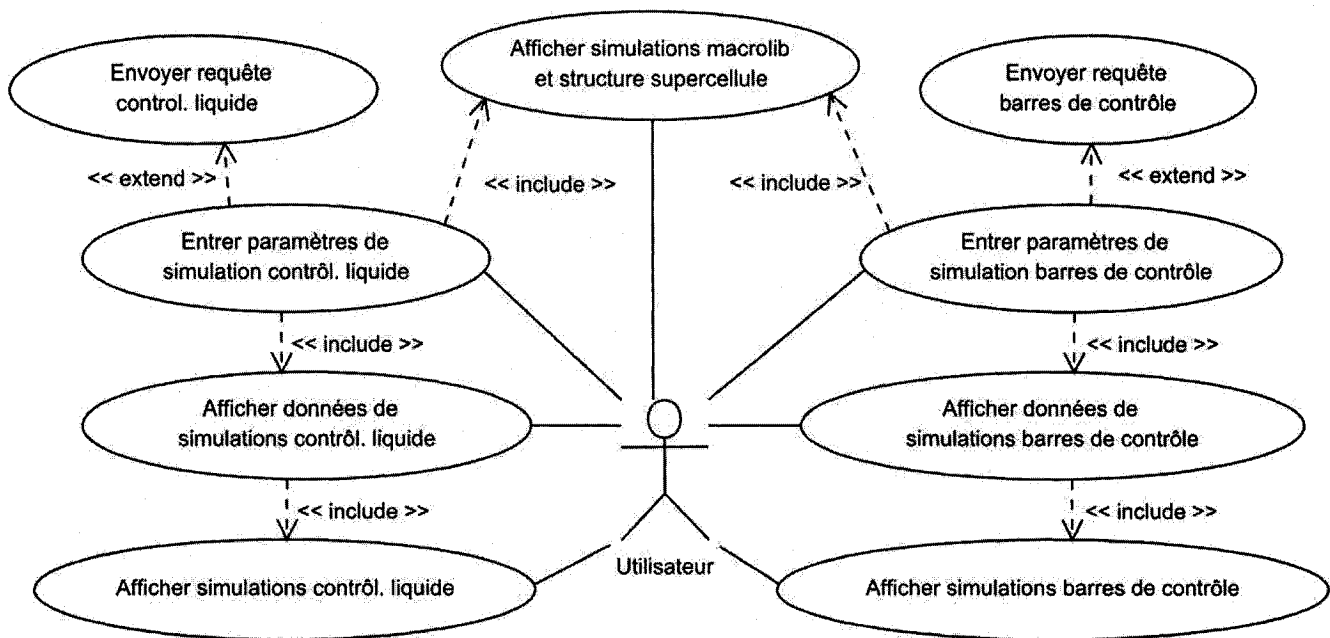 Envoyer requête
control. liquide
Afficher simulations macrolib
et structure supercellule
Envoyer requête
barres de contrôle
<< extend >>
<< include >>
<< include >>
<< extend >>
Entrer paramètres de
simulation contrôl. liquide
Entrer paramètres de
simulation barres de contrôle
<< include >>
<< include >>
Afficher données de
simulations contrôl. liquide
Afficher données de
simulations barres de contrôle
<< include >>
<< include >>
Utilisateur
Afficher simulations contrôl. liquide
Afficher simulations barres de contrôle